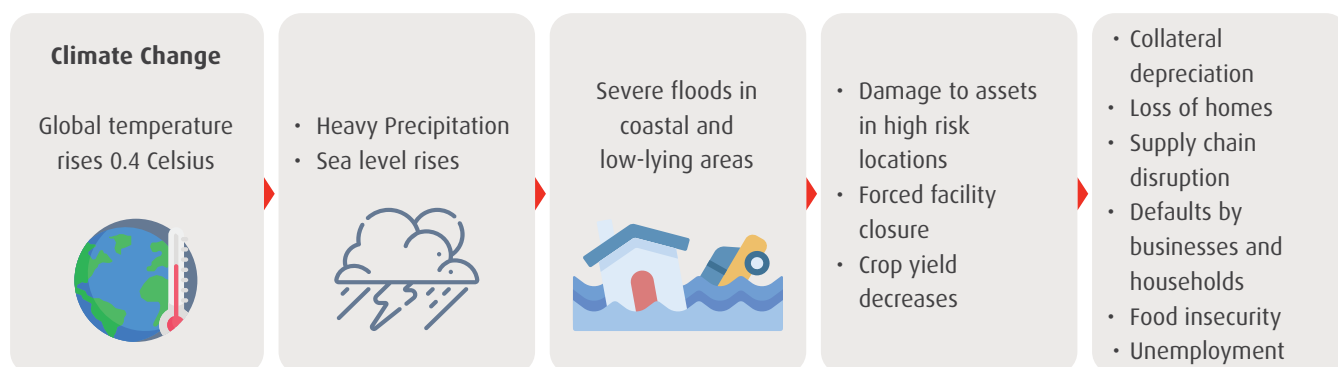 Climate Change
Global temperature
rises 0.4 Celsius
• Heavy Precipitation
• Sea level rises
Severe floods in
coastal and
low-lying areas
• Damage to assets
in high risk
locations
• Forced facility
closure
• Crop yield
decreases
• Collateral
depreciation
• Loss of homes
• Supply chain
disruption
• Defaults by
businesses and
households
• Food insecurity
• Unemployment